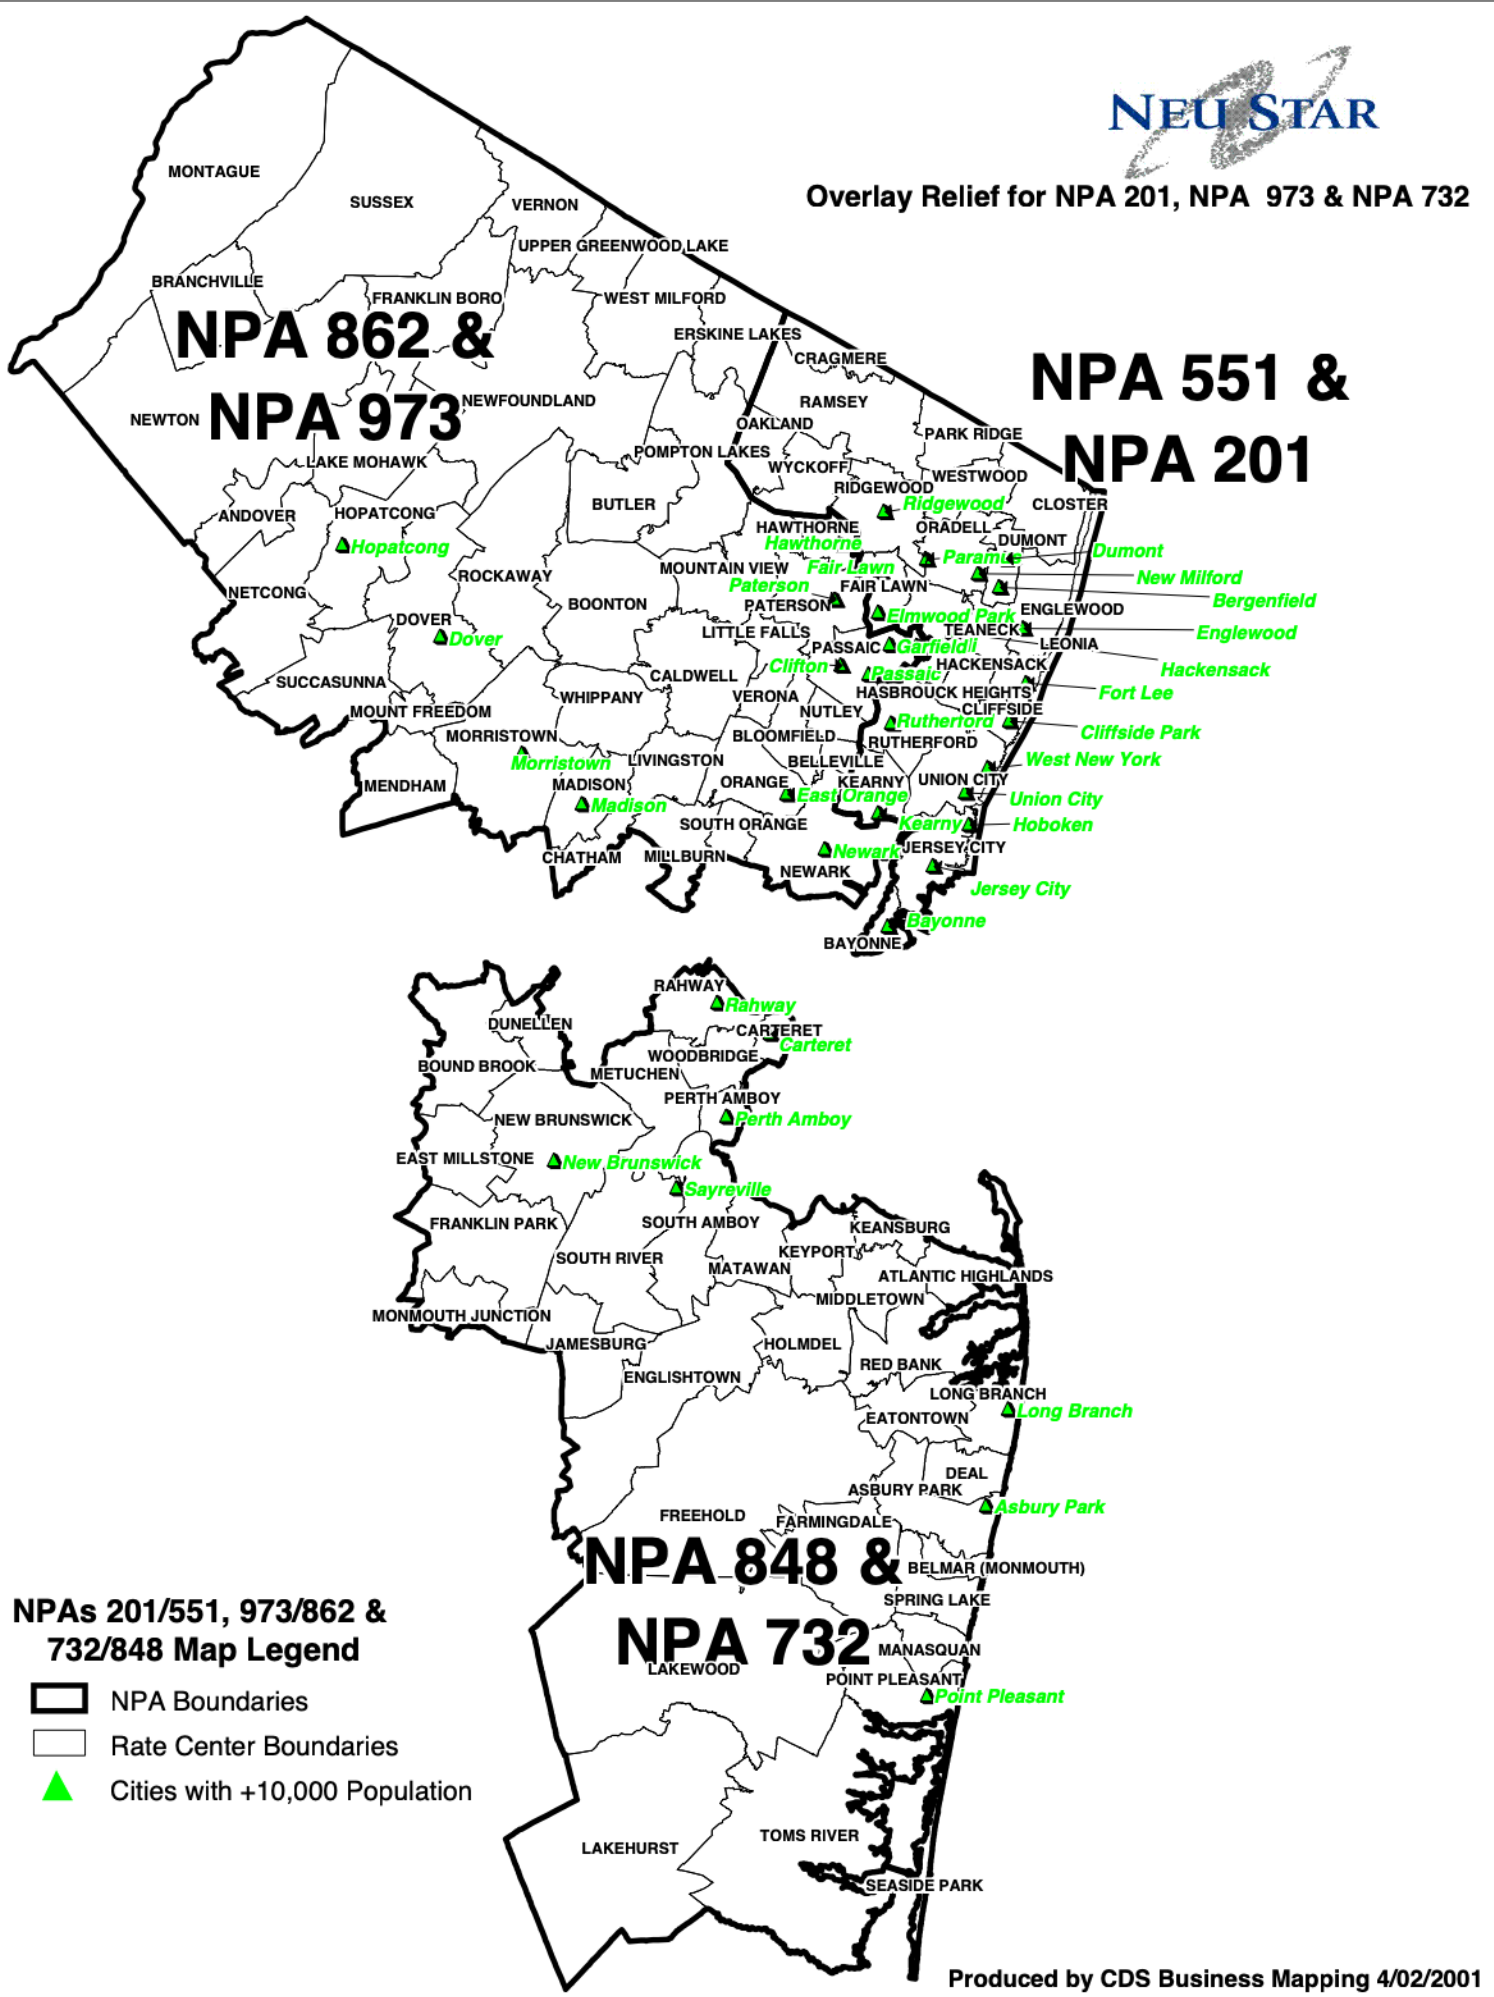 NEUSTAR
Overlay Relief for NPA 201, NPA 973 & NPA 732
MONTAGUE
SUSSEX
VERNON
UPPER GREENWOOD LAKE
BRANCHVILLE
FRANKLIN BORO
WEST MILFORD
NPA 862 &
NPA 973
ERSKINE LAKES
CRAGMERE
NPA 551 &
NPA 201
NEWTON
NEWFOUNDLAND
RAMSEY
OAKLAND
PARK RIDGE
LAKE MOHAWK
POMPTON LAKES
WYCKOFF
WESTWOOD
RIDGEWOOD
Ridgewood
CLOSTER
BUTLER
ANDOVER
HOPATCONG
HAWTHORNE
ORADELL
Hopatcong
Hawthorne
DUMONT
Paramus
Dumont
MOUNTAIN VIEW
Fair Lawn
ROCKAWAY
New Milford
NETCONG
Paterson
FAIR LAWN
Bergenfield
BOONTON
PATERSON
ENGLEWOOD
DOVER
Elmwood Park
Dover
LITTLE FALLS
TEANECK
Englewood
PASSAIC
Garfield
LEONIA
Clifton
HACKENSACK
Hackensack
SUCCASUNNA
CALDWELL
Passaic
WHIPPANY
VERONA
HASBROUCK HEIGHTS
Fort Lee
MOUNT FREEDOM
NUTLEY
CLIFFSIDE
Rutherford
MORRISTOWN
BLOOMFIELD
RUTHERFORD
Cliffside Park
Morristown
LIVINGSTON
BELLEVILLE
West New York
MENDHAM
MADISON
ORANGE
KEARNY
UNION CITY
Madison
East Orange
Union City
SOUTH ORANGE
Kearny
Hoboken
CHATHAM
MILLBURN
Newark
JERSEY CITY
NEWARK
Jersey City
Bayonne
BAYONNE
RAHWAY
Rahway
DUNELLEN
CARTERET
Carteret
BOUND BROOK
WOODBRIDGE
METUCHEN
PERTH AMBOY
NEW BRUNSWICK
Perth Amboy
EAST MILLSTONE
New Brunswick
Sayreville
FRANKLIN PARK
SOUTH AMBOY
KEANSBURG
SOUTH RIVER
KEYPORT
MATAWAN
ATLANTIC HIGHLANDS
MIDDLETOWN
MONMOUTH JUNCTION
JAMESBURG
HOLMDEL
RED BANK
ENGLISHTOWN
LONG BRANCH
Long Branch
EATONTOWN
DEAL
ASBURY PARK
Asbury Park
FREEHOLD
FARMINGDALE
NPA 848 &
NPA 732
BELMAR (MONMOUTH)
SPRING LAKE
MANASQUAN
LAKEWOOD
POINT PLEASANT
Point Pleasant
LAKEHURST
TOMS RIVER
SEASIDE PARK
NPAs 201/551, 973/862 &
732/848 Map Legend
NPA Boundaries
Rate Center Boundaries
Cities with +10,000 Population
Produced by CDS Business Mapping 4/02/2001